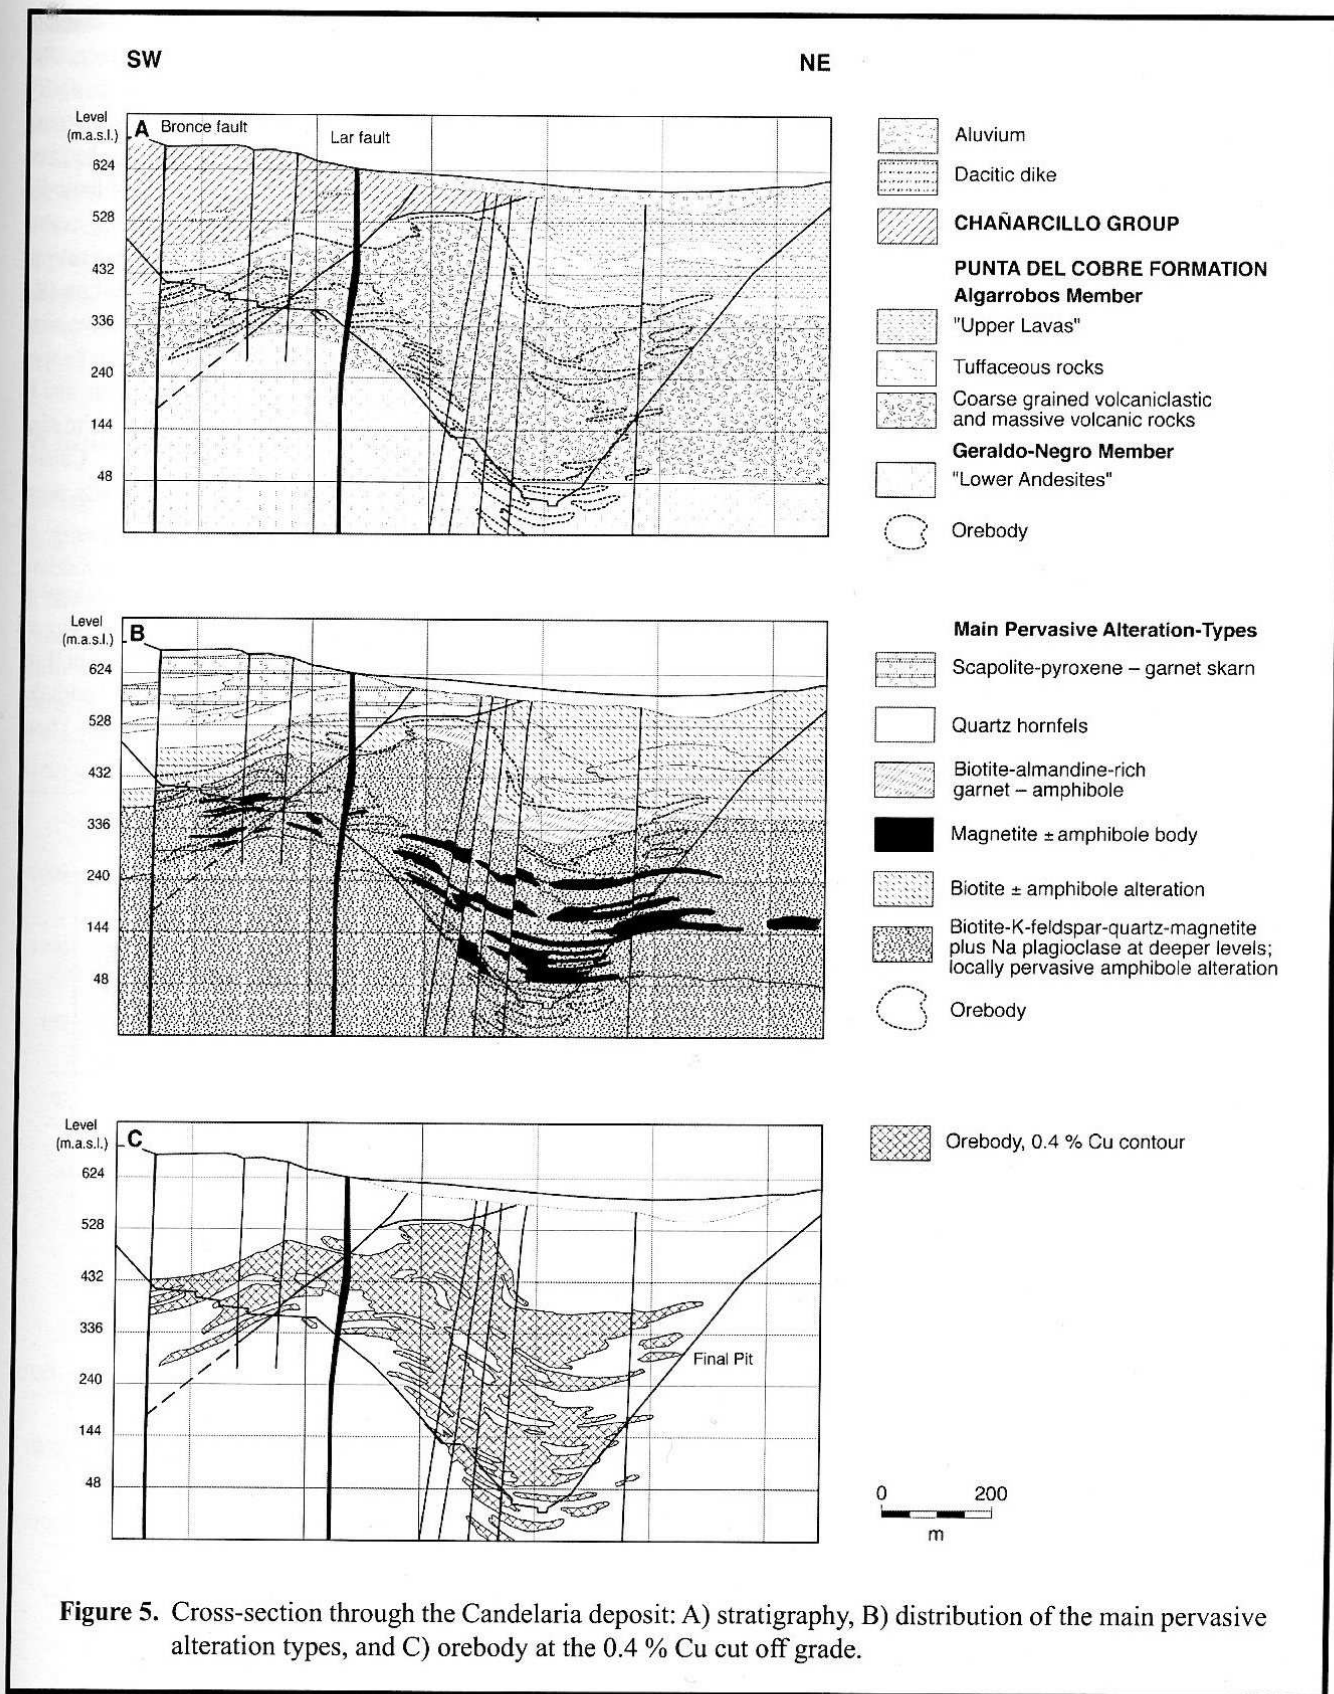 SW
NE
Level
(m.a.s.l.)
A
Bronce fault
Lar fault
624
528
432
336
240
144
48
Aluvium
Dacitic dike
CHAÑARCILLO GROUP
PUNTA DEL COBRE FORMATION
Algarrobos Member
"Upper Lavas"
Tuffaceous rocks
Coarse grained volcaniclastic
and massive volcanic rocks
Geraldo-Negro Member
"Lower Andesites"
Orebody
Level
(m.a.s.l.)
B
624
528
432
336
240
144
48
Main Pervasive Alteration-Types
Scapolite-pyroxene – garnet skarn
Quartz hornfels
Biotite-almandine-rich
garnet – amphibole
Magnetite ± amphibole body
Biotite ± amphibole alteration
Biotite-K-feldspar-quartz-magnetite
plus Na plagioclase at deeper levels;
locally pervasive amphibole alteration
Orebody
Level
(m.a.s.l.)
C
624
528
432
336
240
144
48
Final Pit
Orebody, 0.4 % Cu contour
0 200
m
Figure 5. Cross-section through the Candelaria deposit: A) stratigraphy, B) distribution of the main pervasive
alteration types, and C) orebody at the 0.4 % Cu cut off grade.